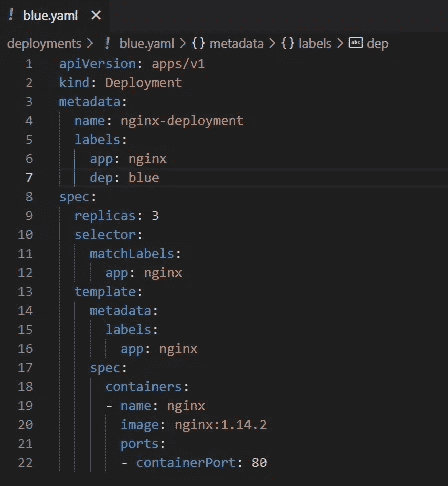 ! blue.yaml ×
deployments > ! blue.yaml > {} metadata > {} labels > abc dep
1 apiVersion: apps/v1
2 kind: Deployment
3 metadata:
4   name: nginx-deployment
5   labels:
6     app: nginx
7     dep: blue
8 spec:
9   replicas: 3
10   selector:
11     matchLabels:
12       app: nginx
13   template:
14     metadata:
15       labels:
16         app: nginx
17     spec:
18       containers:
19       - name: nginx
20         image: nginx:1.14.2
21         ports:
22         - containerPort: 80